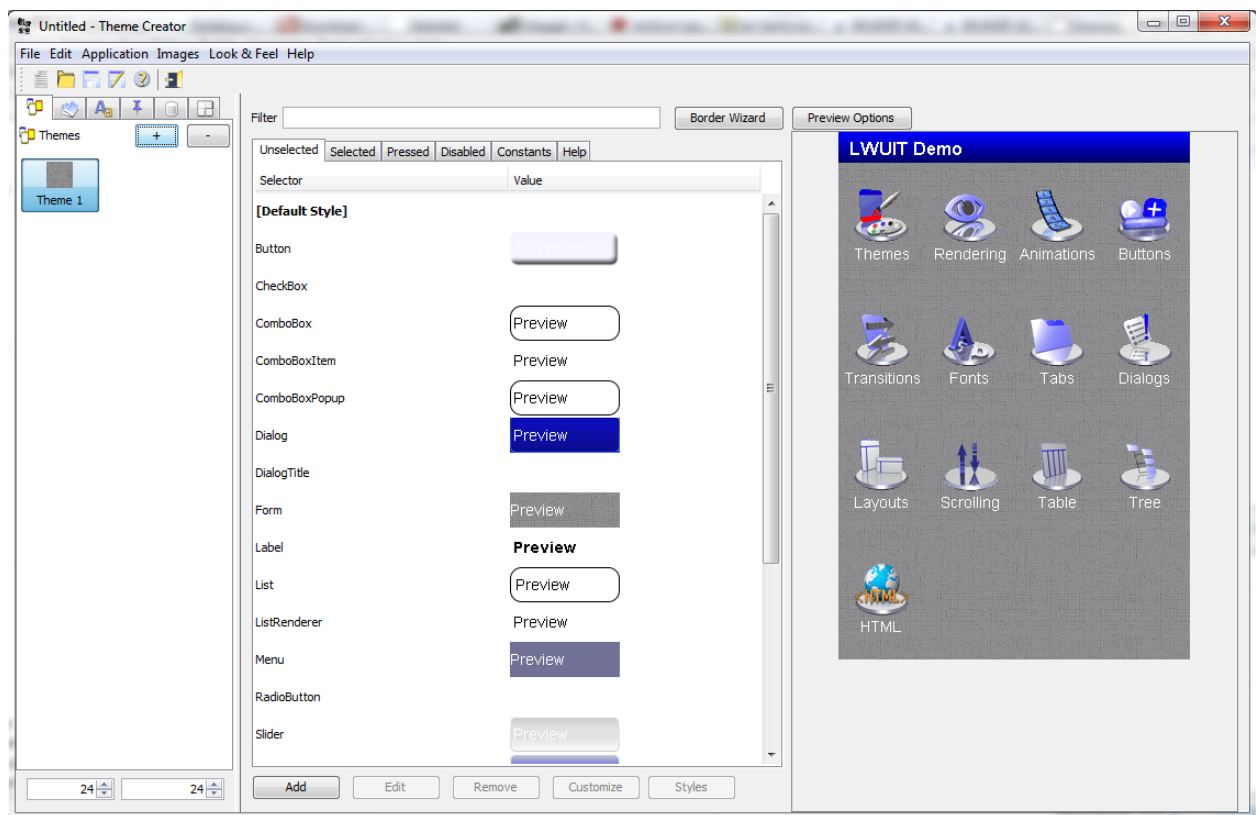 Untitled - Theme Creator
File Edit Application Images Look & Feel Help
Themes
+
-
Theme 1
24
24
Filter
Border Wizard
Unselected
Selected
Pressed
Disabled
Constants
Help
Selector
Value
[Default Style]
Button
Preview
CheckBox
ComboBox
Preview
ComboBoxItem
Preview
ComboBoxPopup
Preview
Dialog
Preview
DialogTitle
Form
Preview
Label
Preview
List
Preview
ListRenderer
Preview
Menu
Preview
RadioButton
Slider
Preview
Add
Edit
Remove
Customize
Styles
Preview Options
LWUIT Demo
Themes
Rendering
Animations
Buttons
Transitions
Fonts
Tabs
Dialogs
Layouts
Scrolling
Table
Tree
HTML
HTML